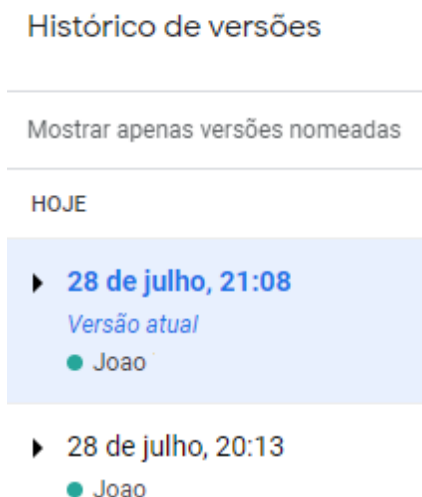 Histórico de versões
Mostrar apenas versões nomeadas
HOJE
28 de julho, 21:08
Versão atual
Joao
28 de julho, 20:13
Joao